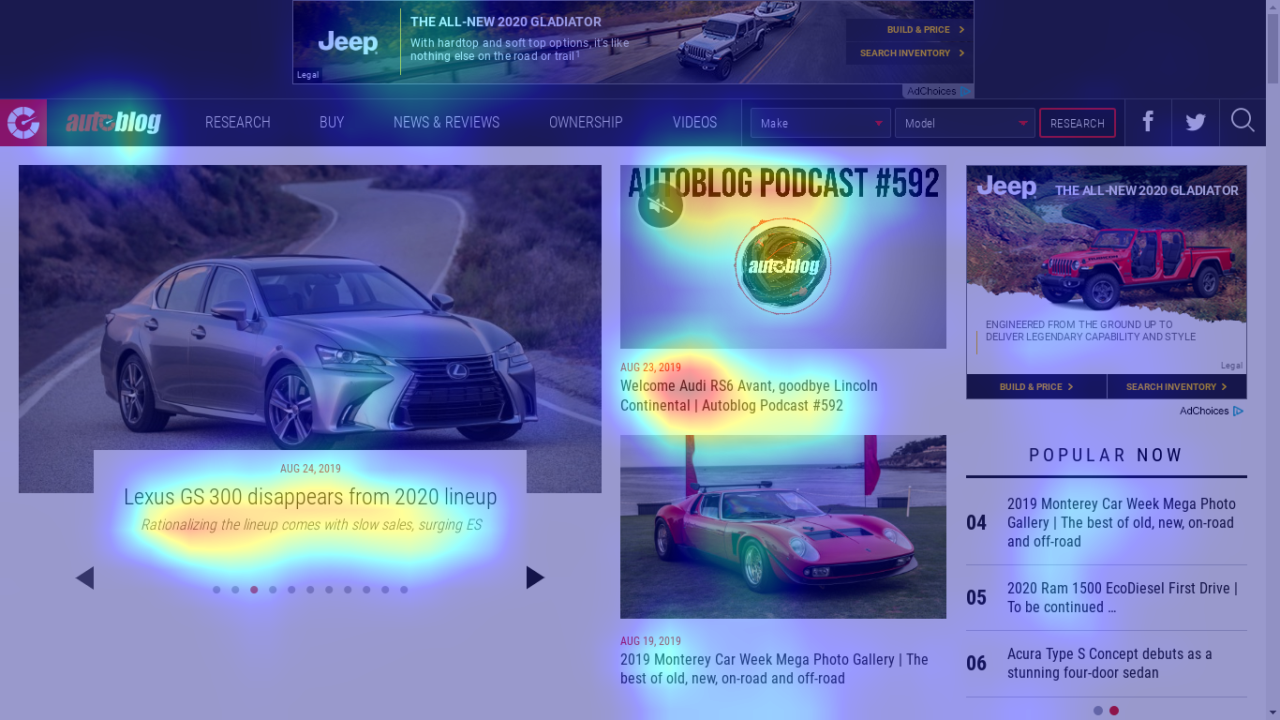 Jeep
THE ALL-NEW 2020 GLADIATOR
With hardtop and soft top options, it's like
nothing else on the road or trail¹
Legal
BUILD & PRICE
SEARCH INVENTORY
AdChoices
autoblog
RESEARCH
BUY
NEWS & REVIEWS
OWNERSHIP
VIDEOS
Make
Model
RESEARCH
AUG 24, 2019
Lexus GS 300 disappears from 2020 lineup
Rationalizing the lineup comes with slow sales, surging ES
AUTOBLOG PODCAST #592
autoblog
AUG 23, 2019
Welcome Audi RS6 Avant, goodbye Lincoln
Continental | Autoblog Podcast #592
AUG 19, 2019
2019 Monterey Car Week Mega Photo Gallery | The
best of old, new, on-road and off-road
Jeep
THE ALL-NEW 2020 GLADIATOR
ENGINEERED FROM THE GROUND UP TO
DELIVER LEGENDARY CAPABILITY AND STYLE
Legal
BUILD & PRICE
SEARCH INVENTORY
AdChoices
POPULAR NOW
04
2019 Monterey Car Week Mega Photo
Gallery | The best of old, new, on-road
and off-road
05
2020 Ram 1500 EcoDiesel First Drive |
To be continued ...
06
Acura Type S Concept debuts as a
stunning four-door sedan